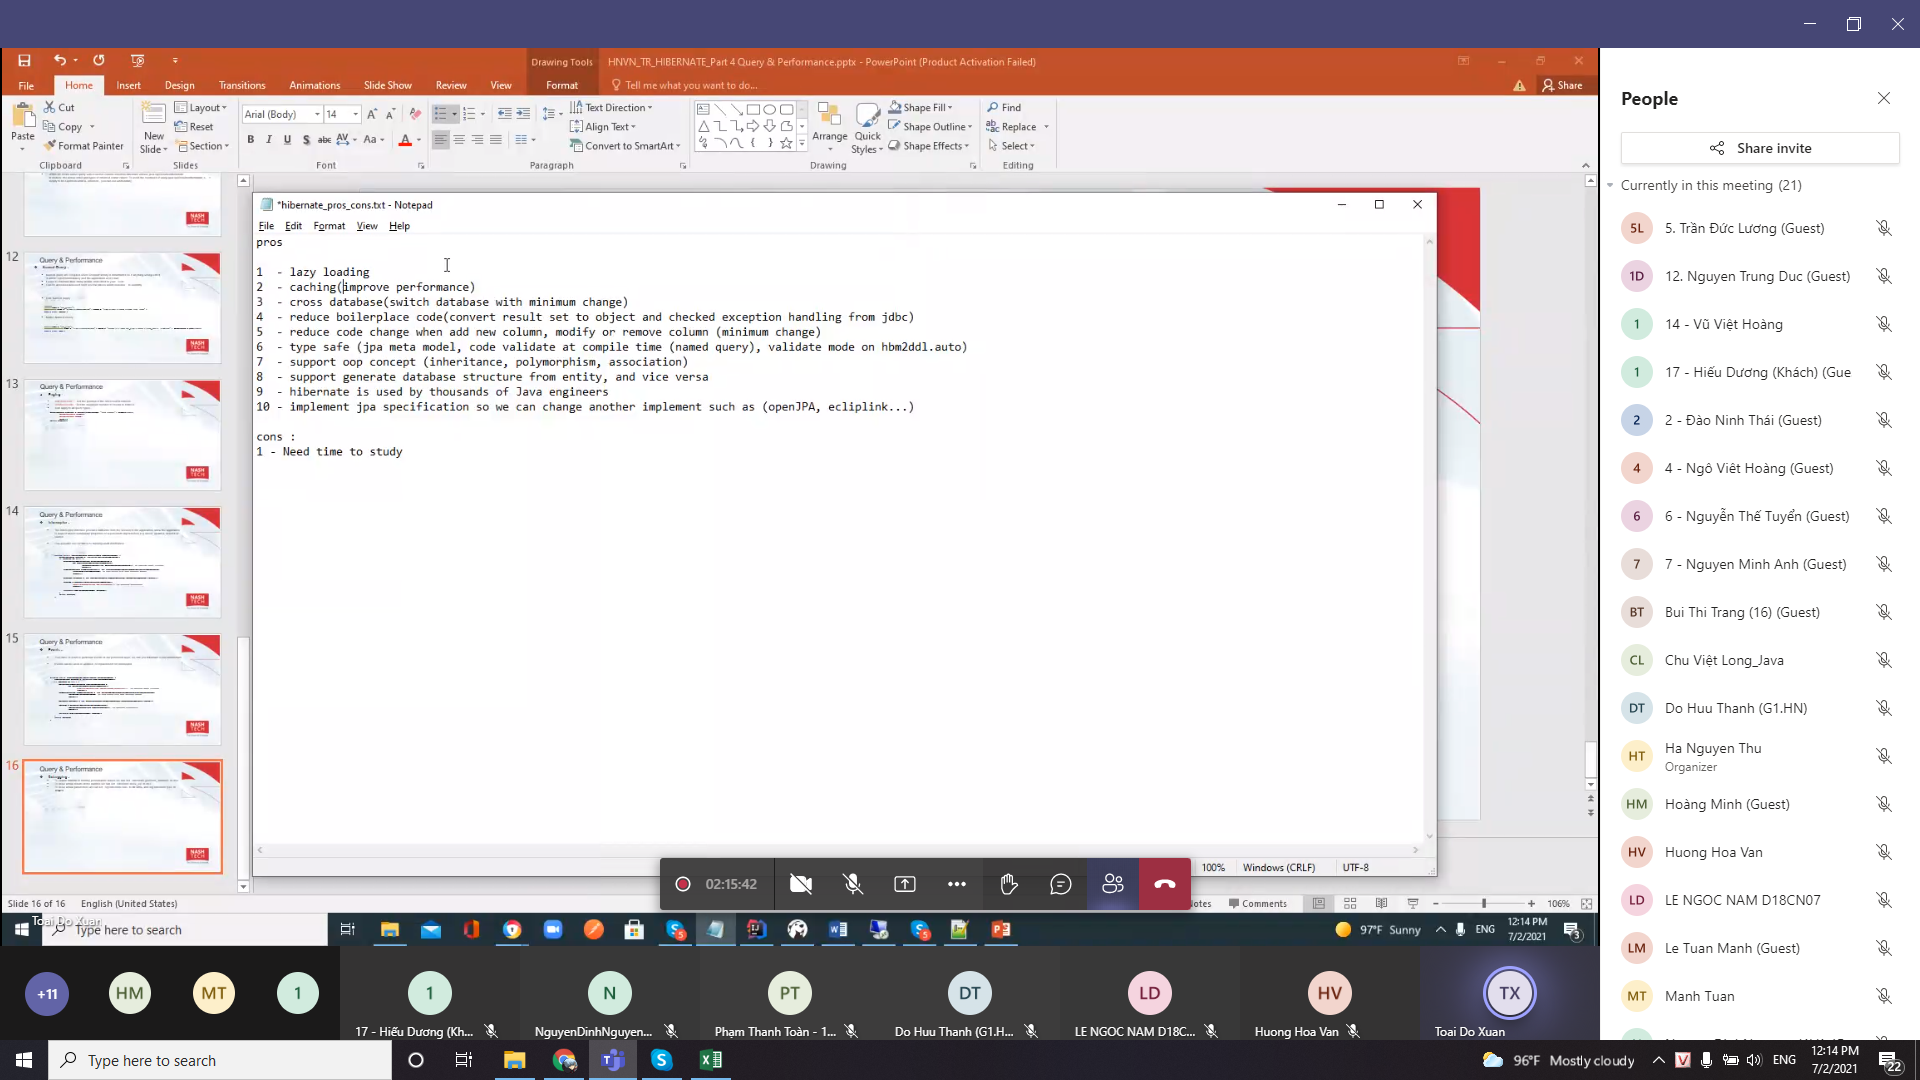 Drawing Tools
HNVN_TR_HIBERNATE_Part 4 Query & Performance.pptx - PowerPoint (Product Activation Failed)
File Home Insert Design Transitions Animations Slide Show Review View Format Tell me what you want to do... Share
Paste
Cut
Copy
Format Painter
Clipboard
New Slide
Layout
Reset
Section
Slides
Arial (Body) 14
B I U S abc AV Aa A
Font
Paragraph
Text Direction
Align Text
Convert to SmartArt
Arrange
Quick Styles
Shape Fill
Shape Outline
Shape Effects
Drawing
Find
Replace
Select
Editing
12
Query & Performance
13
Query & Performance
14
Query & Performance
15
Query & Performance
16
Query & Performance
NASH TECH
*hibernate_pros_cons.txt - Notepad
File Edit Format View Help
pros
1 - lazy loading
2 - caching(improve performance)
3 - cross database(switch database with minimum change)
4 - reduce boilerplace code(convert result set to object and checked exception handling from jdbc)
5 - reduce code change when add new column, modify or remove column (minimum change)
6 - type safe (jpa meta model, code validate at compile time (named query), validate mode on hbm2ddl.auto)
7 - support oop concept (inheritance, polymorphism, association)
8 - support generate database structure from entity, and vice versa
9 - hibernate is used by thousands of Java engineers
10 - implement jpa specification so we can change another implement such as (openJPA, ecliplink...)
cons :
1 - Need time to study
100% Windows (CRLF) UTF-8
02:15:42
Slide 16 of 16 English (United States)
Notes Comments 106%
Toai Do Xuan
Type here to search
97°F Sunny ENG 12:14 PM 7/2/2021 3
People
Share invite
Currently in this meeting (21)
5L 5. Trần Đức Lương (Guest)
1D 12. Nguyen Trung Duc (Guest)
1 14 - Vũ Việt Hoàng
1 17 - Hiếu Dương (Khách) (Gue
2 2 - Đào Ninh Thái (Guest)
4 4 - Ngô Việt Hoàng (Guest)
6 6 - Nguyễn Thế Tuyển (Guest)
7 7 - Nguyen Minh Anh (Guest)
BT Bui Thi Trang (16) (Guest)
CL Chu Việt Long_Java
DT Do Huu Thanh (G1.HN)
HT Ha Nguyen Thu
Organizer
HM Hoàng Minh (Guest)
HV Huong Hoa Van
LD LE NGOC NAM D18CN07
LM Le Tuan Manh (Guest)
MT Manh Tuan
+11 HM MT 1 1 N PT DT LD HV TX
17 - Hiếu Dương (Kh... NguyenDinhNguyen... Phạm Thanh Toàn - 1... Do Huu Thanh (G1.H... LE NGOC NAM D18C... Huong Hoa Van Toai Do Xuan
Type here to search
96°F Mostly cloudy ENG 12:14 PM 7/2/2021 22